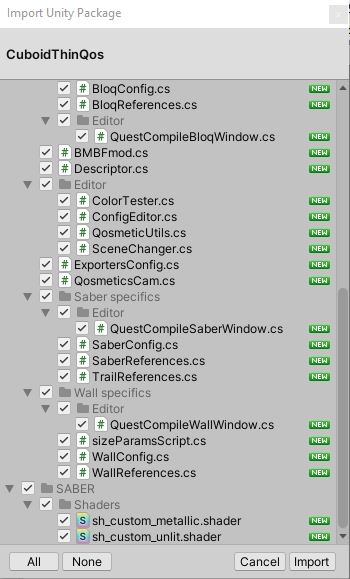 Import Unity Package
CuboidThinQos
BloqConfig.cs NEW
BloqReferences.cs NEW
Editor
QuestCompileBloqWindow.cs NEW
BMBFmod.cs NEW
Descriptor.cs NEW
Editor
ColorTester.cs NEW
ConfigEditor.cs NEW
QosmeticUtils.cs NEW
SceneChanger.cs NEW
ExportersConfig.cs NEW
QosmeticsCam.cs NEW
Saber specifics
Editor
QuestCompileSaberWindow.cs NEW
SaberConfig.cs NEW
SaberReferences.cs NEW
TrailReferences.cs NEW
Wall specifics
Editor
QuestCompileWallWindow.cs NEW
sizeParamsScript.cs NEW
WallConfig.cs NEW
WallReferences.cs NEW
SABER
Shaders
sh_custom_metallic.shader NEW
sh_custom_unlit.shader NEW
All None Cancel Import